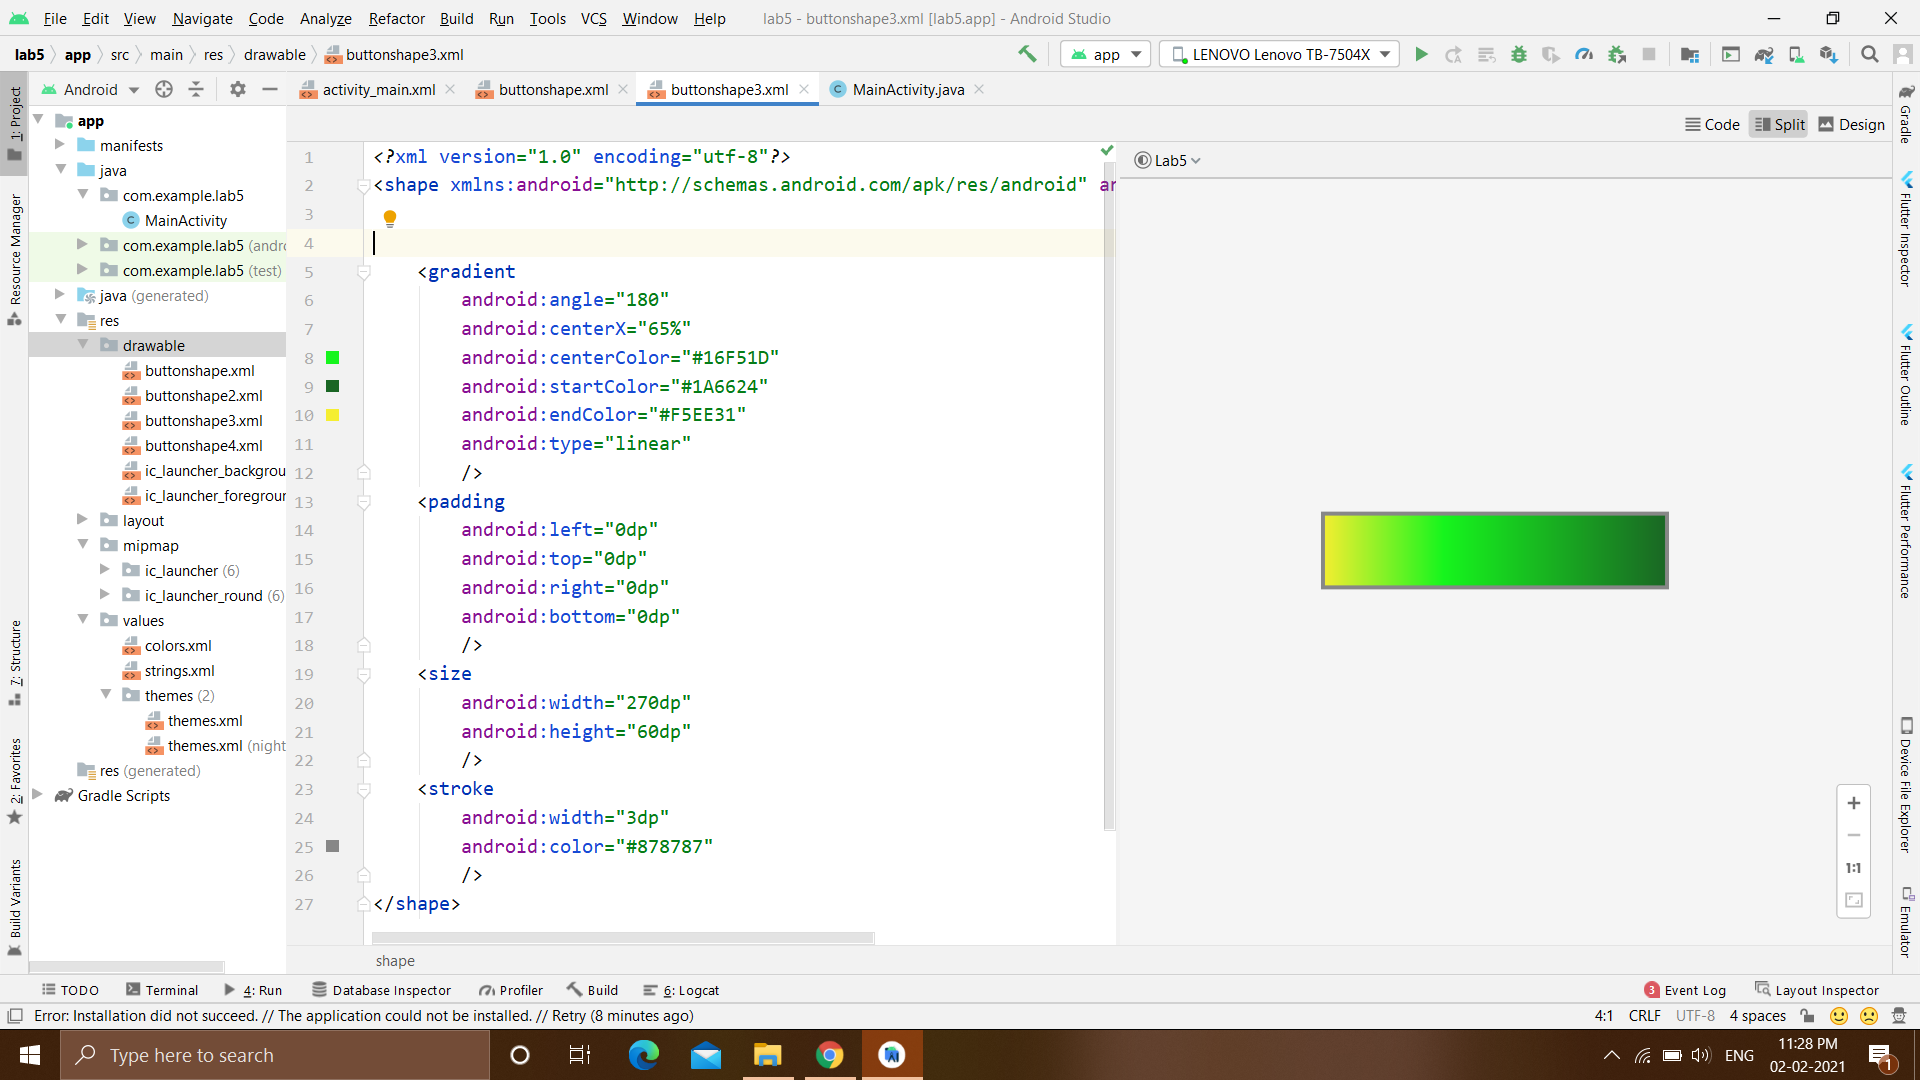 File Edit View Navigate Code Analyze Refactor Build Run Tools VCS Window Help lab5 - buttonshape3.xml [lab5.app] - Android Studio
lab5 app src main res drawable buttonshape3.xml
app LENOVO Lenovo TB-7504X
Android
activity_main.xml buttonshape.xml buttonshape3.xml MainActivity.java
Code Split Design
1: Project
Resource Manager
7: Structure
2: Favorites
Build Variants
app
manifests
java
com.example.lab5
MainActivity
com.example.lab5 (andr
com.example.lab5 (test)
java (generated)
res
drawable
buttonshape.xml
buttonshape2.xml
buttonshape3.xml
buttonshape4.xml
ic_launcher_backgrou
ic_launcher_foregrour
layout
mipmap
ic_launcher (6)
ic_launcher_round (6)
values
colors.xml
strings.xml
themes (2)
themes.xml
themes.xml (night
res (generated)
Gradle Scripts
1 <?xml version="1.0" encoding="utf-8"?>
2 <shape xmlns:android="http://schemas.android.com/apk/res/android" ar
3
4
5 <gradient
6 android:angle="180"
7 android:centerX="65%"
8 android:centerColor="#16F51D"
9 android:startColor="#1A6624"
10 android:endColor="#F5EE31"
11 android:type="linear"
12 />
13 <padding
14 android:left="0dp"
15 android:top="0dp"
16 android:right="0dp"
17 android:bottom="0dp"
18 />
19 <size
20 android:width="270dp"
21 android:height="60dp"
22 />
23 <stroke
24 android:width="3dp"
25 android:color="#878787"
26 />
27 </shape>
shape
Lab5
1:1
Gradle
Flutter Inspector
Flutter Outline
Flutter Performance
Device File Explorer
Emulator
TODO Terminal 4: Run Database Inspector Profiler Build 6: Logcat 3 Event Log Layout Inspector
Error: Installation did not succeed. // The application could not be installed. // Retry (8 minutes ago) 4:1 CRLF UTF-8 4 spaces
Type here to search
ENG
11:28 PM
02-02-2021
1